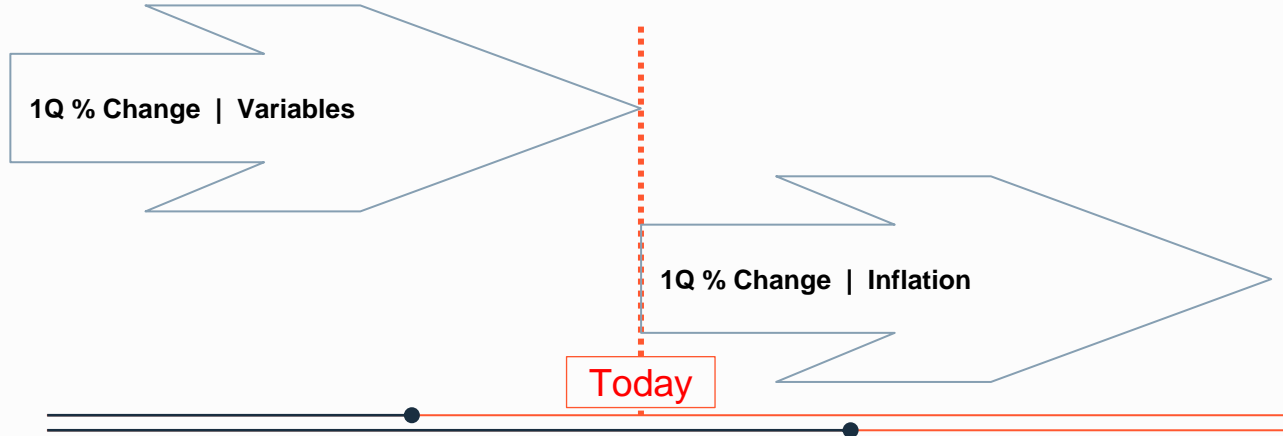 1Q % Change | Variables
1Q % Change | Inflation
Today